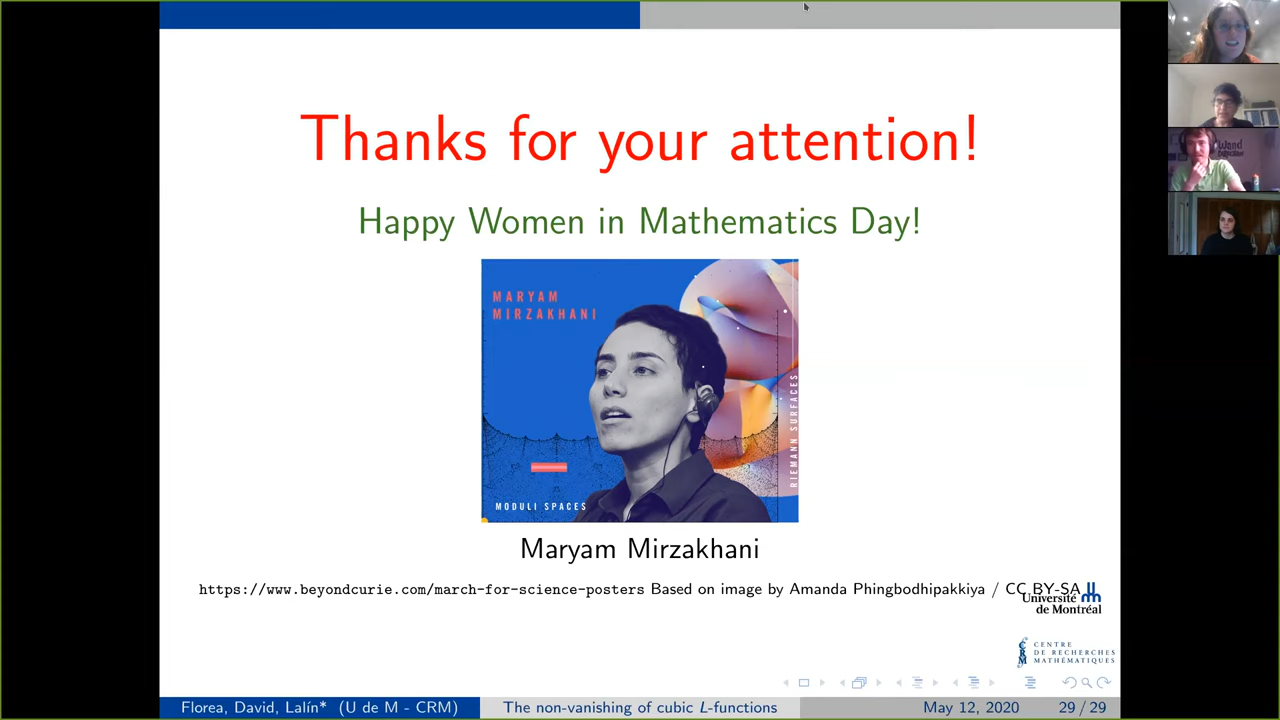 Thanks for your attention!
Happy Women in Mathematics Day!
MARYAM
MIRZAKHANI
RIEMANN SURFACES
MODULI SPACES
Maryam Mirzakhani
https://www.beyondcurie.com/march-for-science-posters Based on image by Amanda Phingbodhipakkiya / CC BY-SA
Université
de Montréal
CRM
CENTRE
DE RECHERCHES
MATHÉMATIQUES
Florea, David, Lalín* (U de M - CRM)
The non-vanishing of cubic L-functions
May 12, 2020
29 / 29